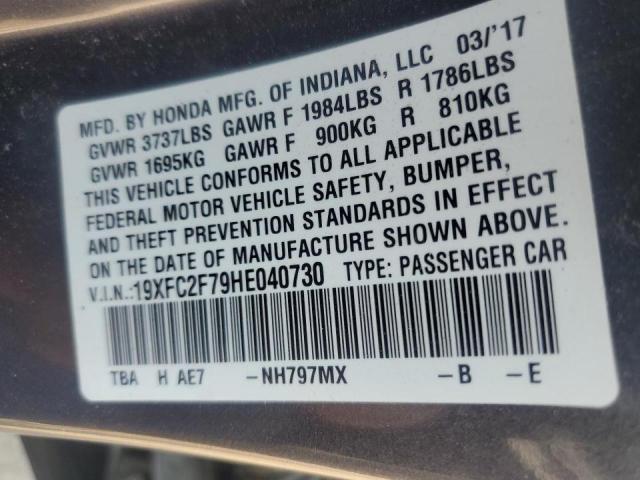 MFD. BY HONDA MFG. OF INDIANA, LLC 03/'17
GVWR 3737LBS GAWR F 1984LBS R 1786LBS
GVWR 1695KG GAWR F 900KG R 810KG
THIS VEHICLE CONFORMS TO ALL APPLICABLE
FEDERAL MOTOR VEHICLE SAFETY, BUMPER,
AND THEFT PREVENTION STANDARDS IN EFFECT
ON THE DATE OF MANUFACTURE SHOWN ABOVE.
V.I.N.:19XFC2F79HE040730 TYPE: PASSENGER CAR
TBA H AE7 -NH797MX -B -E